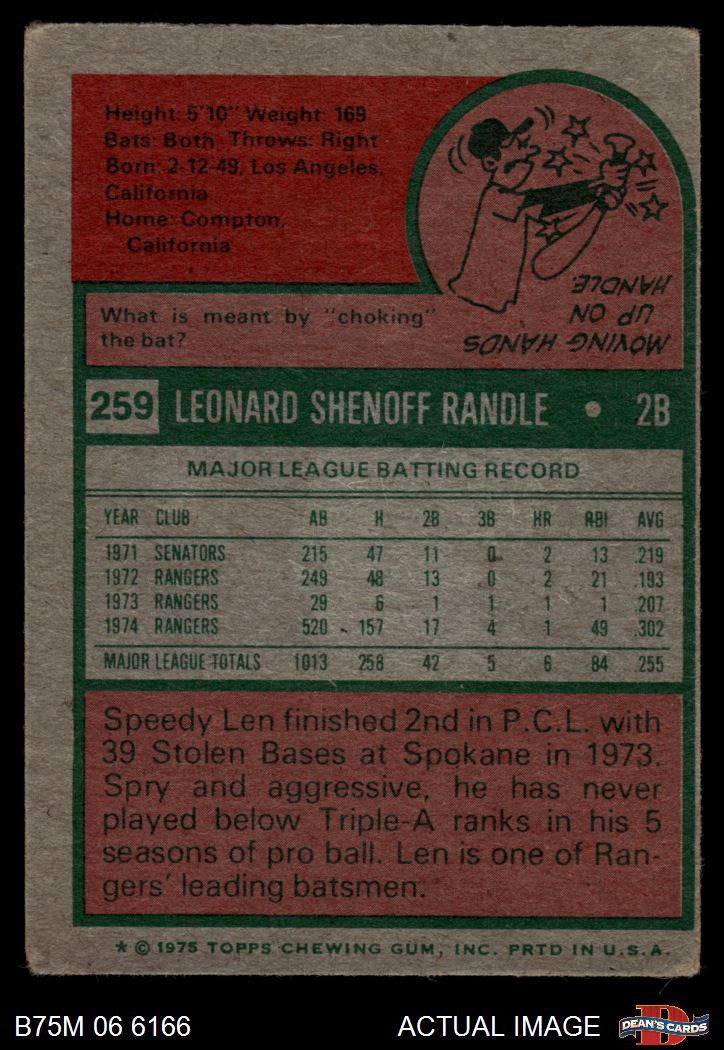 Height: 5'10" Weight: 169
Bats: Both Throws: Right
Born: 2-12-49, Los Angeles,
California
Home: Compton,
California
What is meant by "choking"
the bat?
MOVING HANDS
UP ON
HANDLE.
259 LEONARD SHENOFF RANDLE • 2B
MAJOR LEAGUE BATTING RECORD
YEAR CLUB AB H 2B 3B HR RBI AVG
1971 SENATORS 215 47 11 0 2 13 .219
1972 RANGERS 249 48 13 0 2 21 .193
1973 RANGERS 29 6 1 1 1 1 .207
1974 RANGERS 520 157 17 4 1 49 .302
MAJOR LEAGUE TOTALS 1013 258 42 5 6 84 .255
Speedy Len finished 2nd in P.C.L. with
39 Stolen Bases at Spokane in 1973.
Spry and aggressive, he has never
played below Triple-A ranks in his 5
seasons of pro ball. Len is one of Ran-
gers' leading batsmen.
* © 1975 TOPPS CHEWING GUM, INC. PRTD IN U.S.A.
B75M 06 6166 ACTUAL IMAGE
D
DEAN'S CARDS